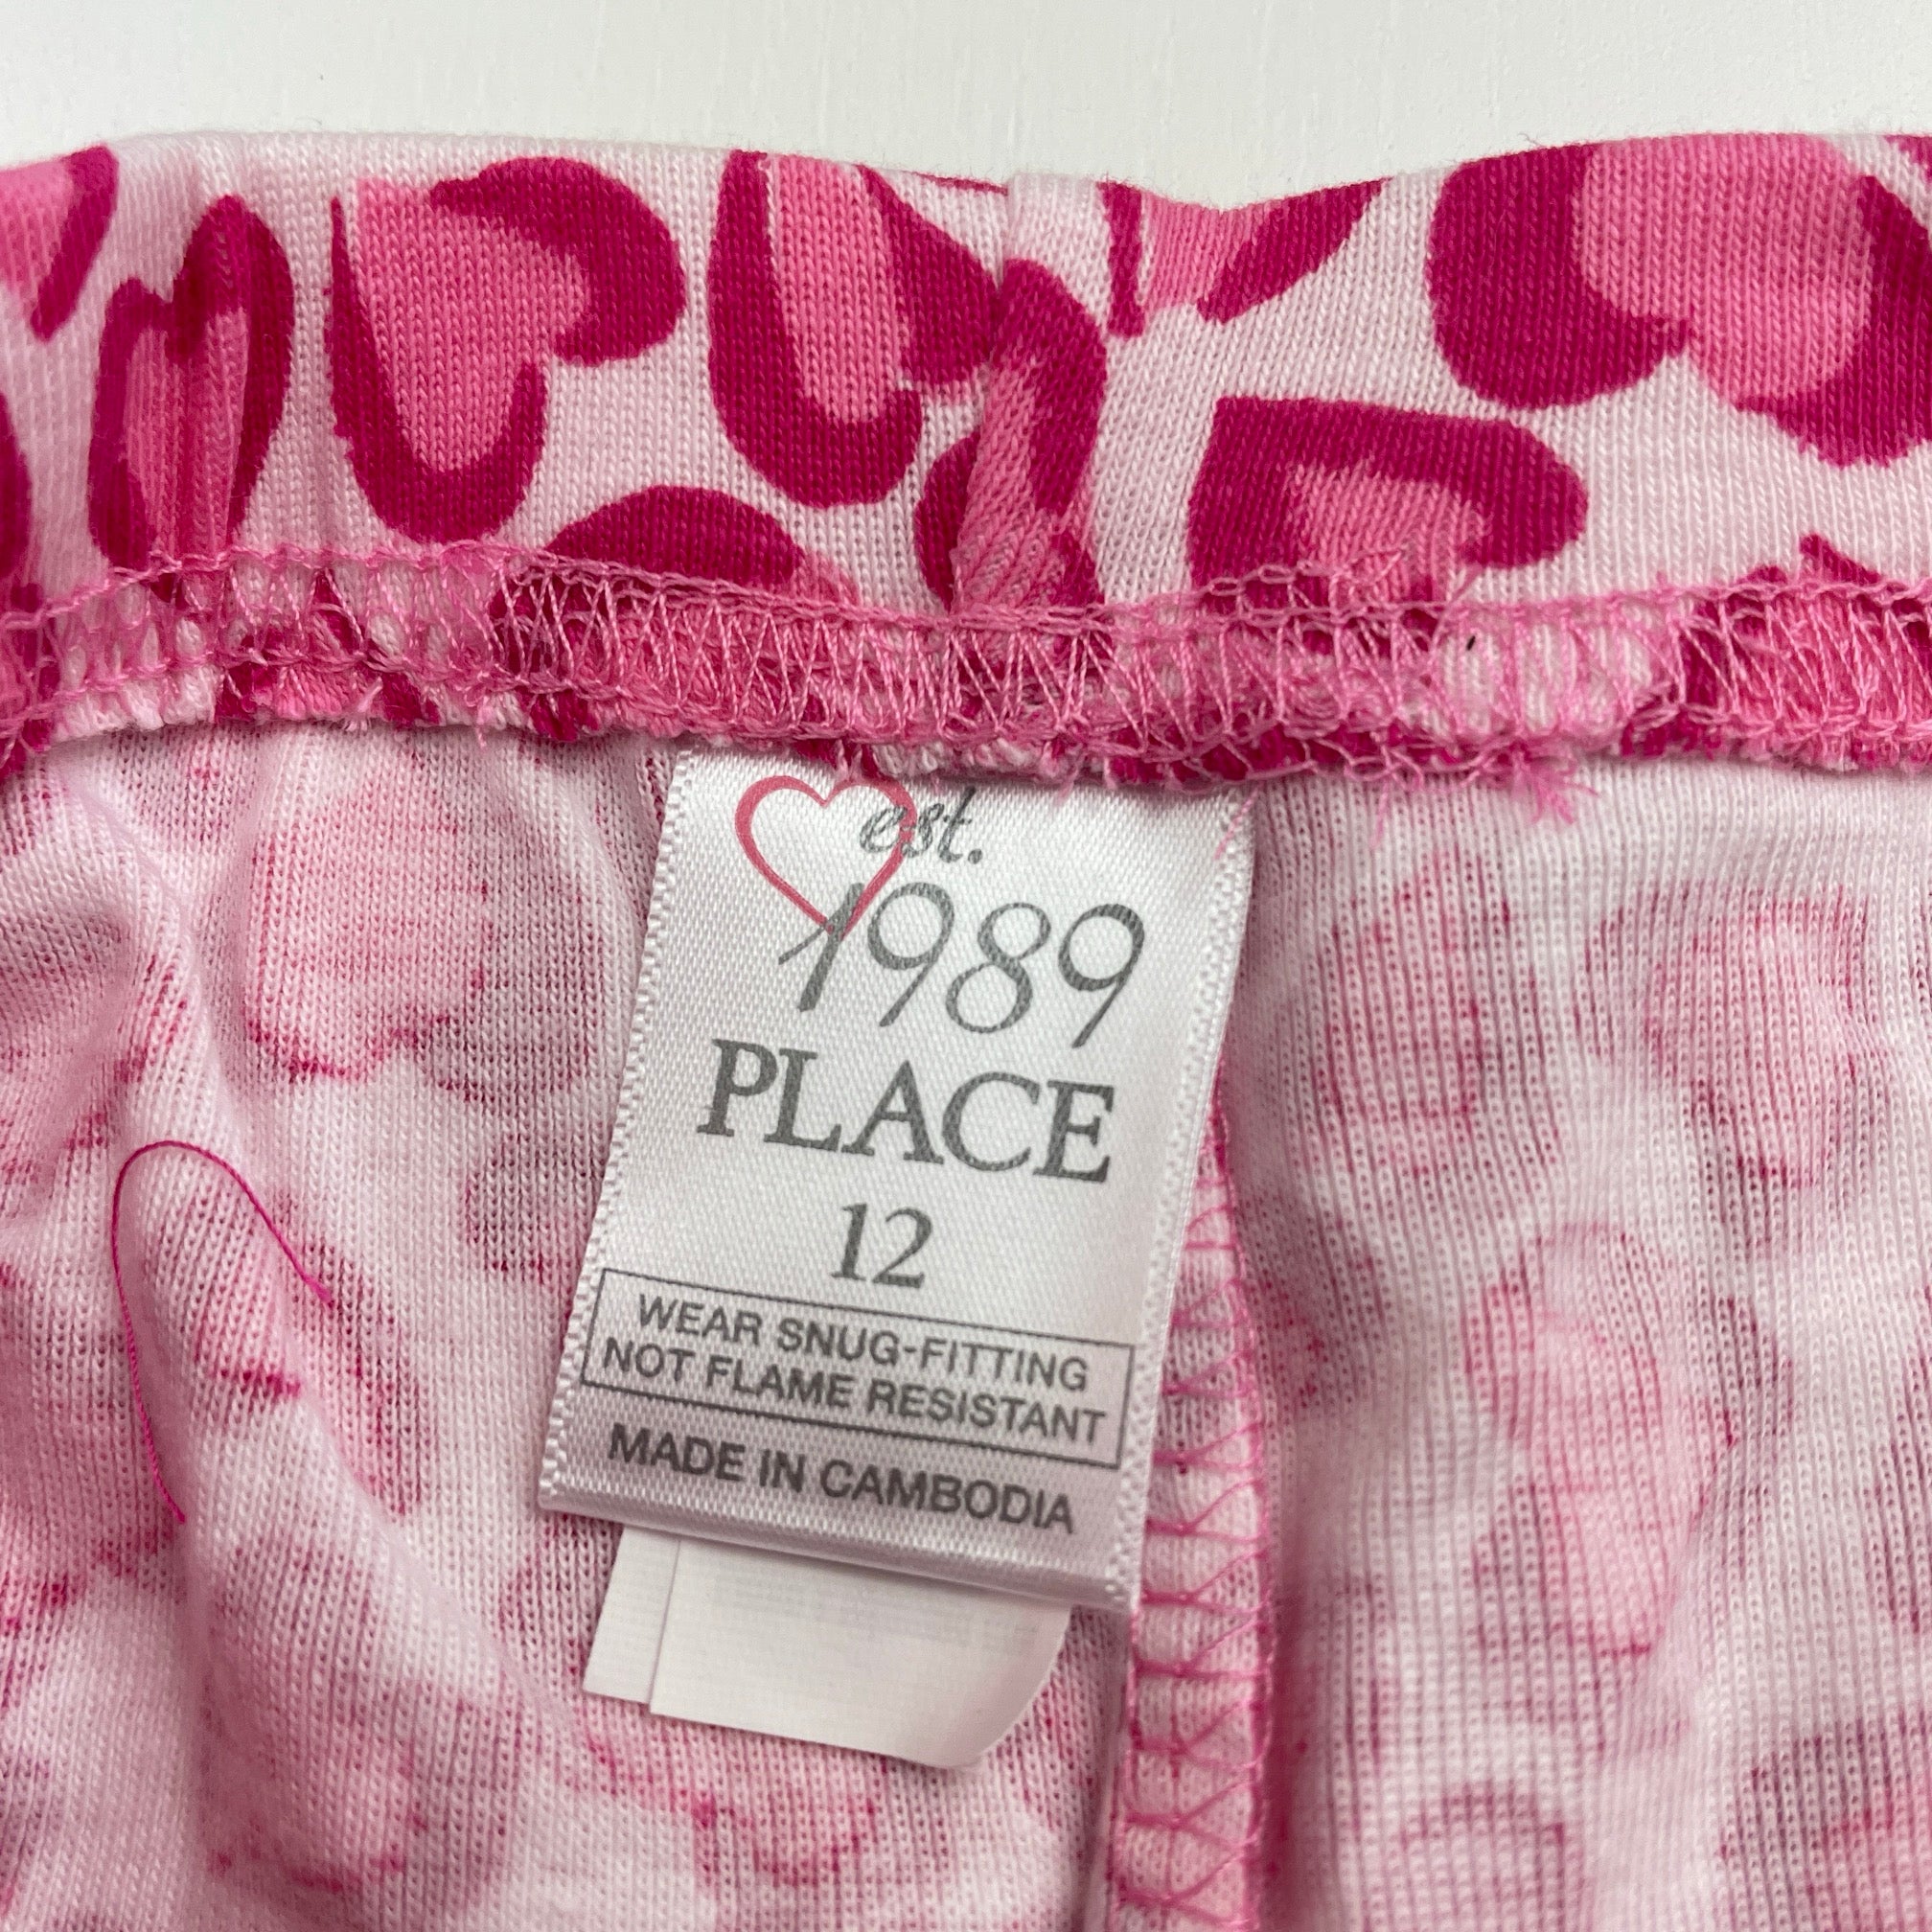 est.
1989
PLACE
12
WEAR SNUG-FITTING
NOT FLAME RESISTANT
MADE IN CAMBODIA